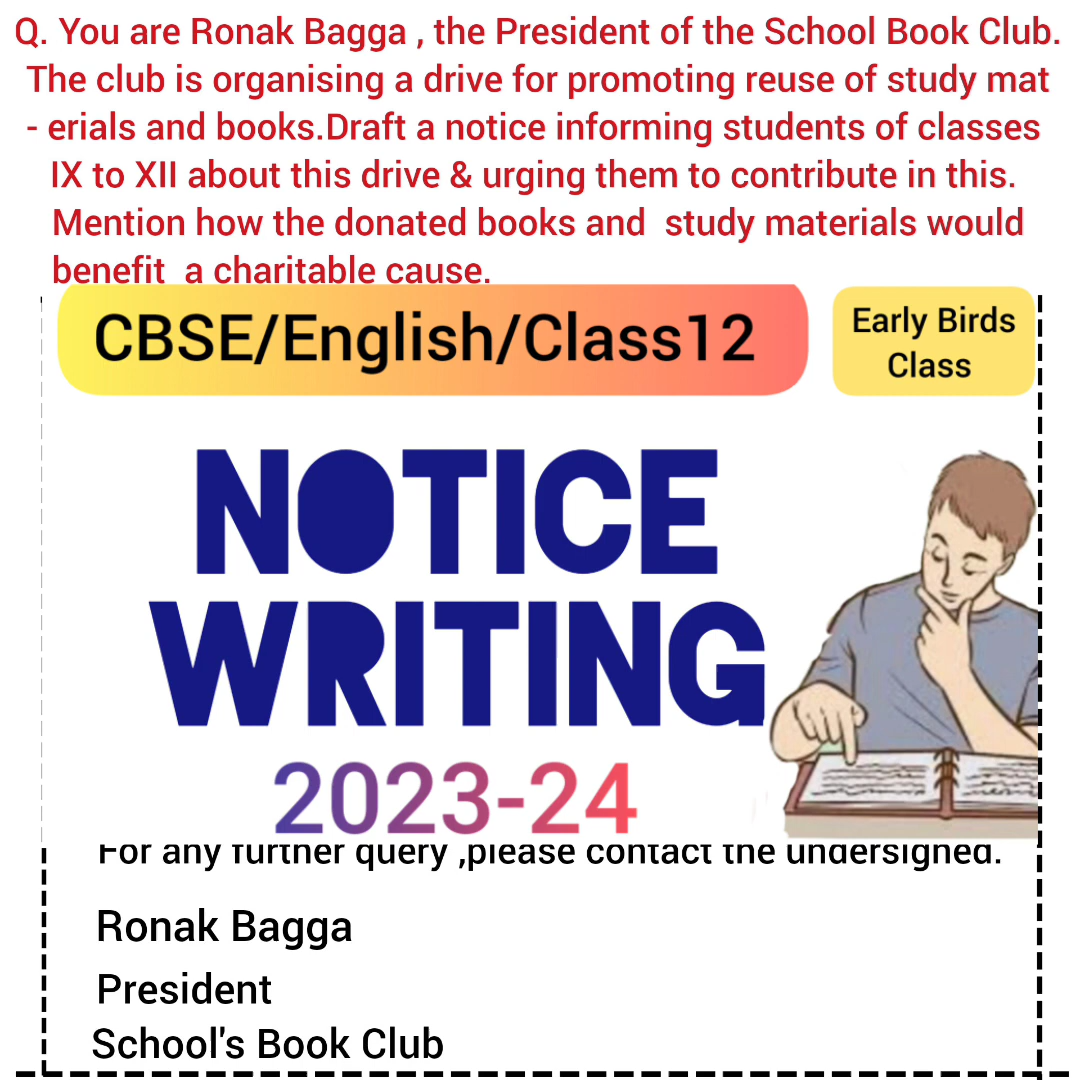 Q. You are Ronak Bagga , the President of the School Book Club.
The club is organising a drive for promoting reuse of study mat
- erials and books.Draft a notice informing students of classes
IX to XII about this drive & urging them to contribute in this.
Mention how the donated books and study materials would
benefit a charitable cause.
CBSE/English/Class12
Early Birds
Class
NOTICE
WRITING
2023-24
For any further query ,please contact the undersigned.
Ronak Bagga
President
School's Book Club